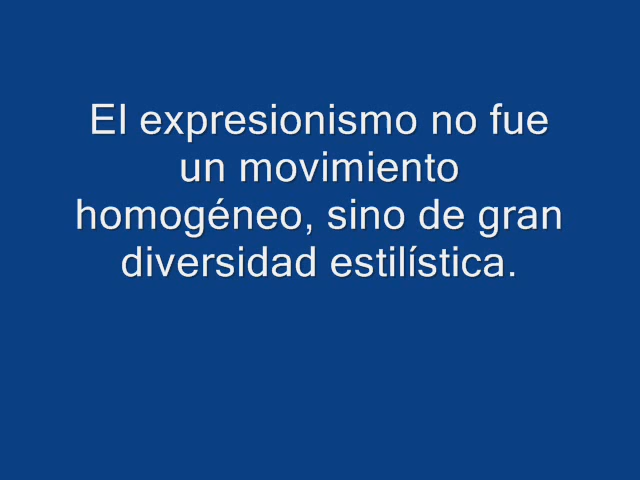 El expresionismo no fue
un movimiento
homogéneo, sino de gran
diversidad estilística.